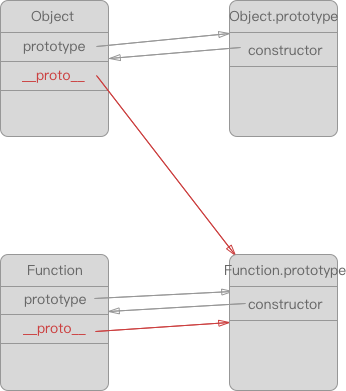 Object
prototype
__proto__
Object.prototype
constructor
Function
prototype
__proto__
Function.prototype
constructor